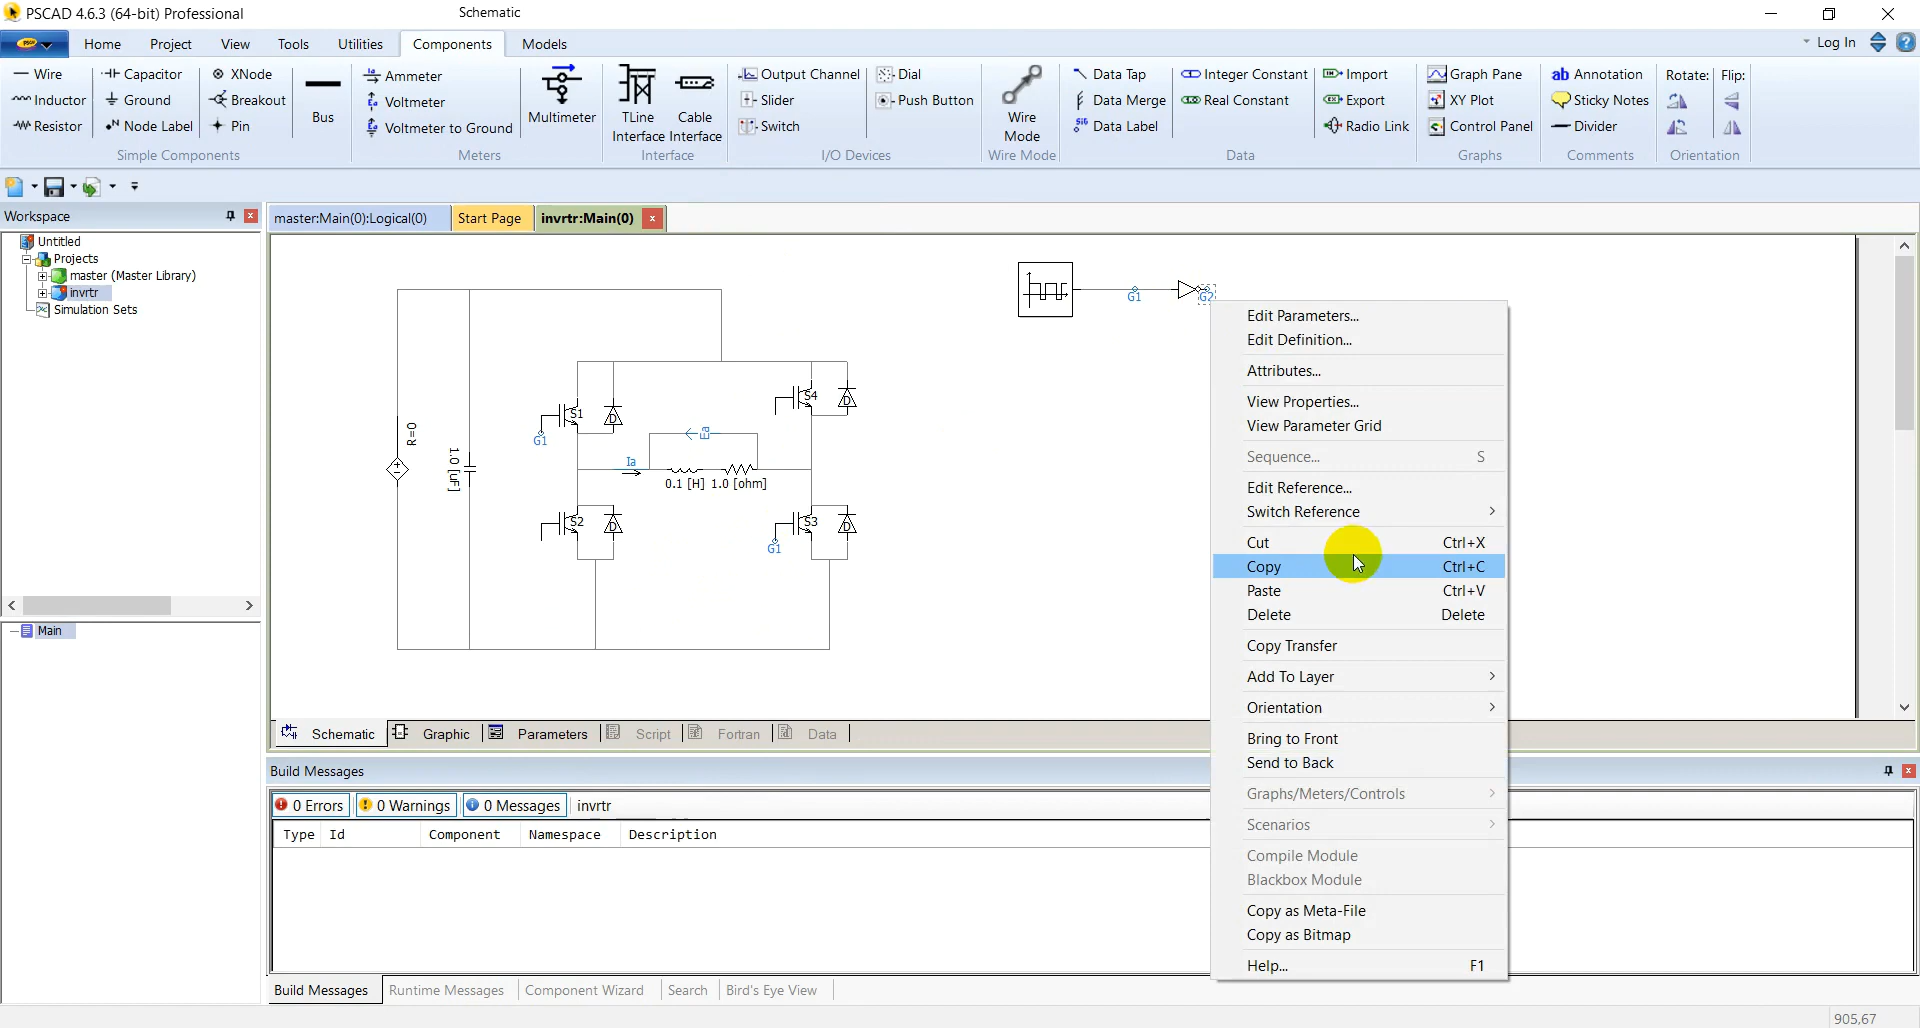 PSCAD 4.6.3 (64-bit) Professional
Schematic
Home Project View Tools Utilities Components Models
Log In
Wire Capacitor XNode
Inductor Ground Breakout
Resistor Node Label Pin
Bus
Simple Components
Ammeter
Voltmeter
Voltmeter to Ground
Multimeter
Meters
TLine Interface
Cable Interface
Interface
Output Channel Dial
Slider Push Button
Switch
I/O Devices
Wire Mode
Wire Mode
Data Tap Integer Constant Import
Data Merge Real Constant Export
Data Label Radio Link
Data
Graph Pane
XY Plot
Control Panel
Graphs
ab Annotation
Sticky Notes
Divider
Comments
Rotate: Flip:
Orientation
Workspace
Untitled
Projects
master (Master Library)
invrtr
Simulation Sets
Main
master:Main(0):Logical(0) Start Page invrtr:Main(0)
R=0
1.0 [uF]
S1 D
G1
S4 D
Ea
Ia
0.1 [H] 1.0 [ohm]
S2 D
S3 D
G1
G1
G2
Edit Parameters...
Edit Definition...
Attributes...
View Properties...
View Parameter Grid
Sequence... S
Edit Reference...
Switch Reference
Cut Ctrl+X
Copy Ctrl+C
Paste Ctrl+V
Delete Delete
Copy Transfer
Add To Layer
Orientation
Bring to Front
Send to Back
Graphs/Meters/Controls
Scenarios
Compile Module
Blackbox Module
Copy as Meta-File
Copy as Bitmap
Help... F1
Schematic Graphic Parameters Script Fortran Data
Build Messages
0 Errors 0 Warnings 0 Messages invrtr
Type Id Component Namespace Description
Build Messages Runtime Messages Component Wizard Search Bird's Eye View
905,67